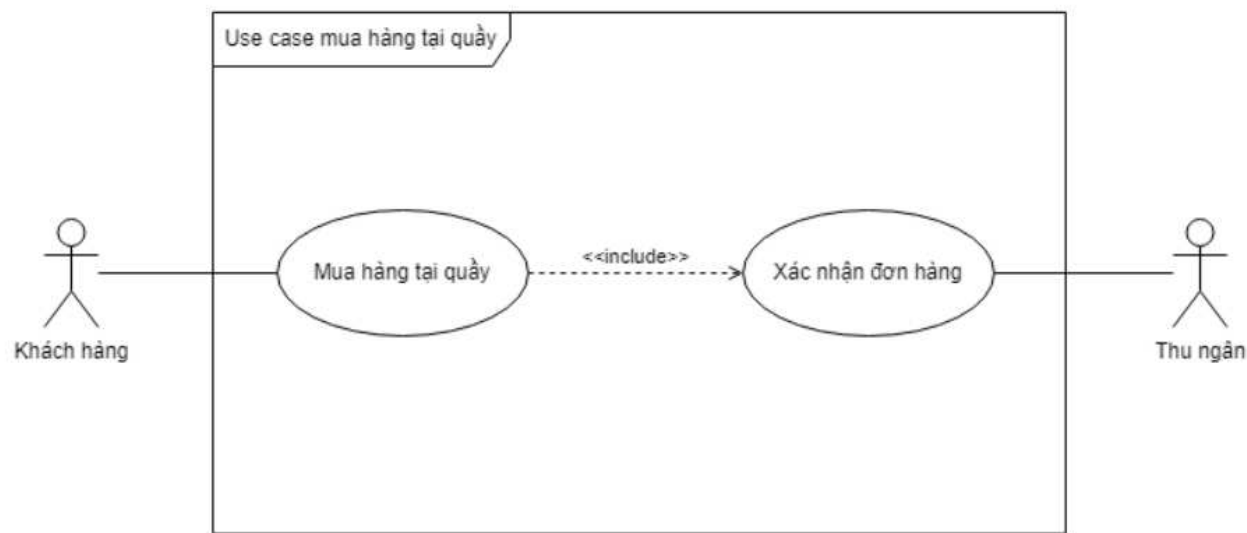 Use case mua hàng tại quầy
<<include>>
Mua hàng tại quầy
Xác nhận đơn hàng
Khách hàng
Thu ngân